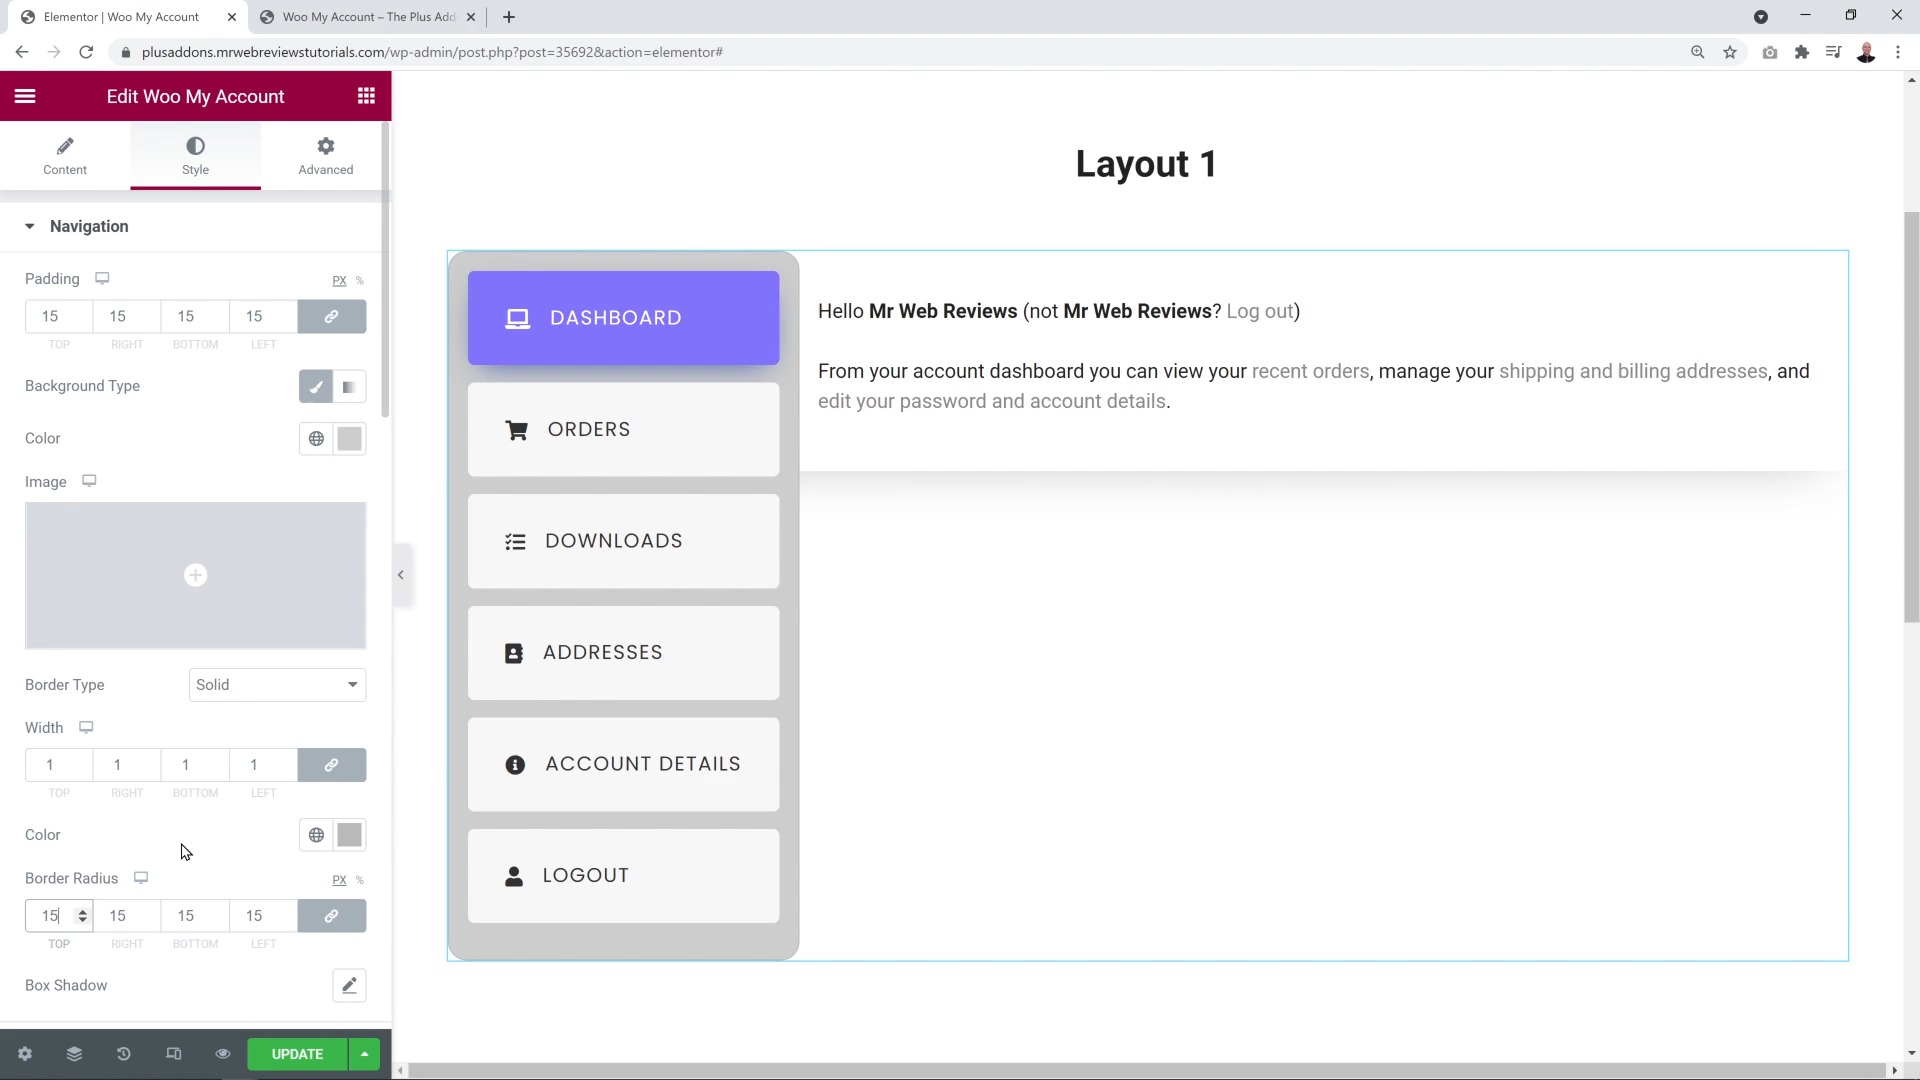 Elementor | Woo My Account
Woo My Account – The Plus Add
plusaddons.mrwebreviewstutorials.com/wp-admin/post.php?post=35692&action=elementor#
Edit Woo My Account
Content
Style
Advanced
Navigation
Padding
PX %
15 15 15 15
TOP RIGHT BOTTOM LEFT
Background Type
Color
Image
Border Type
Solid
Width
1 1 1 1
TOP RIGHT BOTTOM LEFT
Color
Border Radius
PX %
15 15 15 15
TOP RIGHT BOTTOM LEFT
Box Shadow
UPDATE
Layout 1
DASHBOARD
ORDERS
DOWNLOADS
ADDRESSES
ACCOUNT DETAILS
LOGOUT
Hello Mr Web Reviews (not Mr Web Reviews? Log out)
From your account dashboard you can view your recent orders, manage your shipping and billing addresses, and
edit your password and account details.